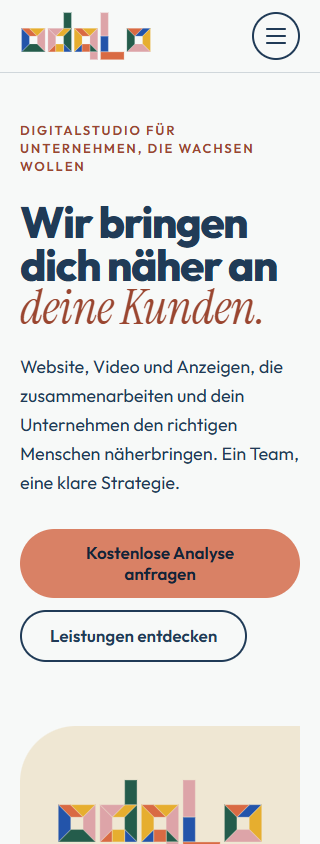 adaLo
DIGITALSTUDIO FÜR
UNTERNEHMEN, DIE WACHSEN
WOLLEN
Wir bringen
dich näher an
deine Kunden.
Website, Video und Anzeigen, die
zusammenarbeiten und dein
Unternehmen den richtigen
Menschen näherbringen. Ein Team,
eine klare Strategie.
Kostenlose Analyse
anfragen
Leistungen entdecken